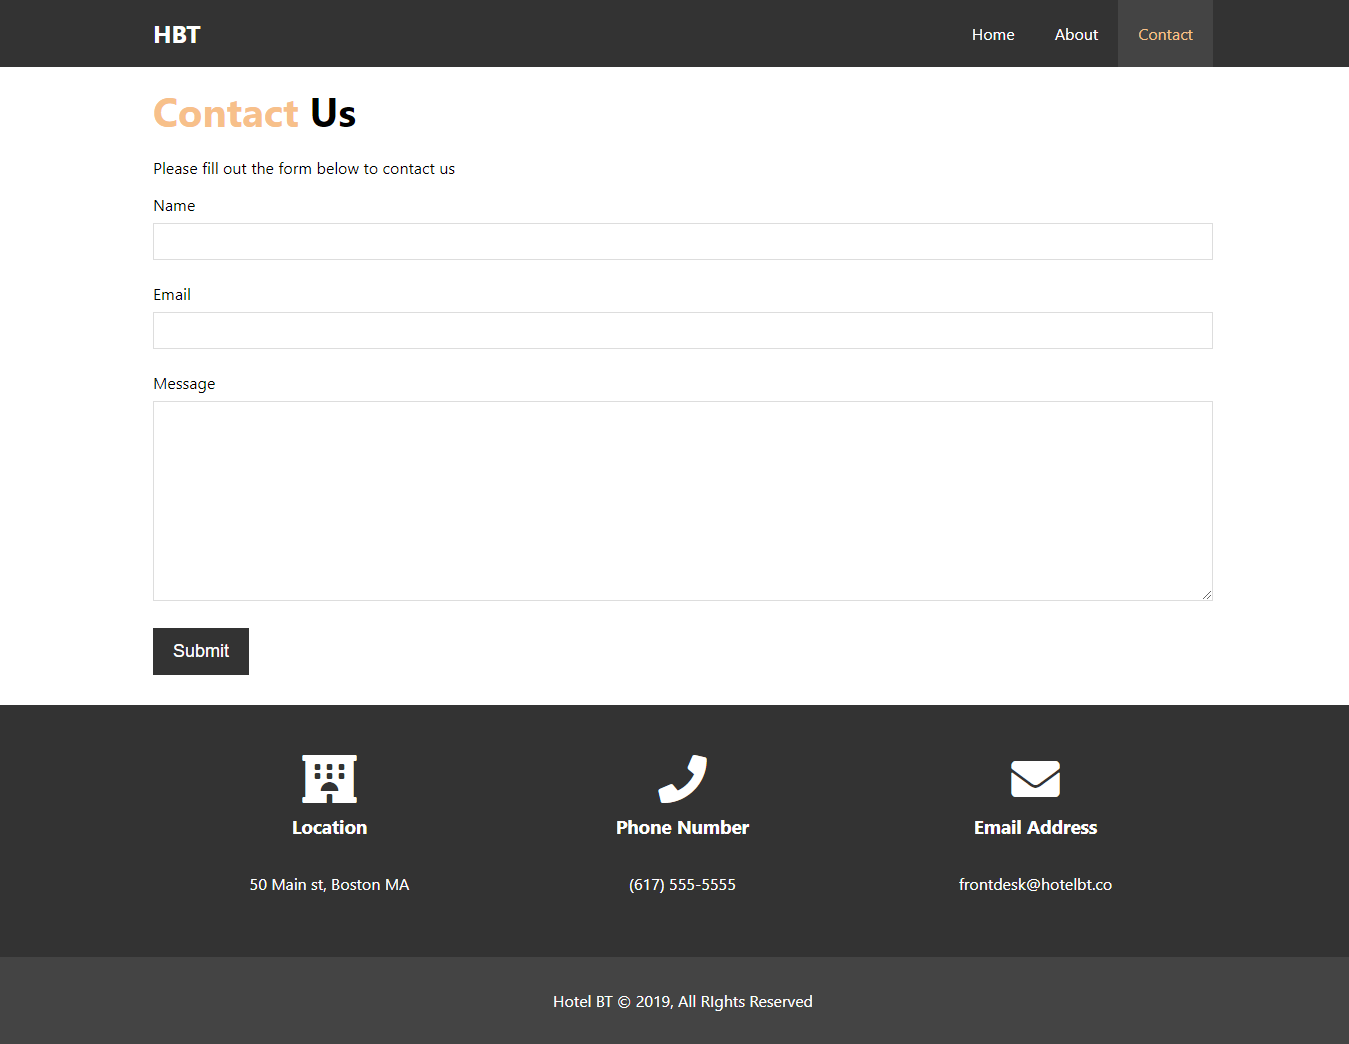 HBT
Home
About
Contact
Contact Us
Please fill out the form below to contact us
Name
Email
Message
Submit
Location
Phone Number
Email Address
50 Main st, Boston MA
(617) 555-5555
frontdesk@hotelbt.co
Hotel BT © 2019, All RIghts Reserved